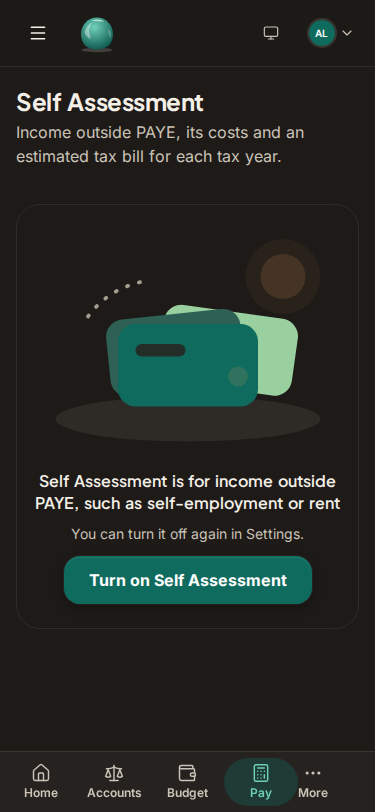 AL
Self Assessment
Income outside PAYE, its costs and an
estimated tax bill for each tax year.
Self Assessment is for income outside
PAYE, such as self-employment or rent
You can turn it off again in Settings.
Turn on Self Assessment
Home
Accounts
Budget
Pay
More